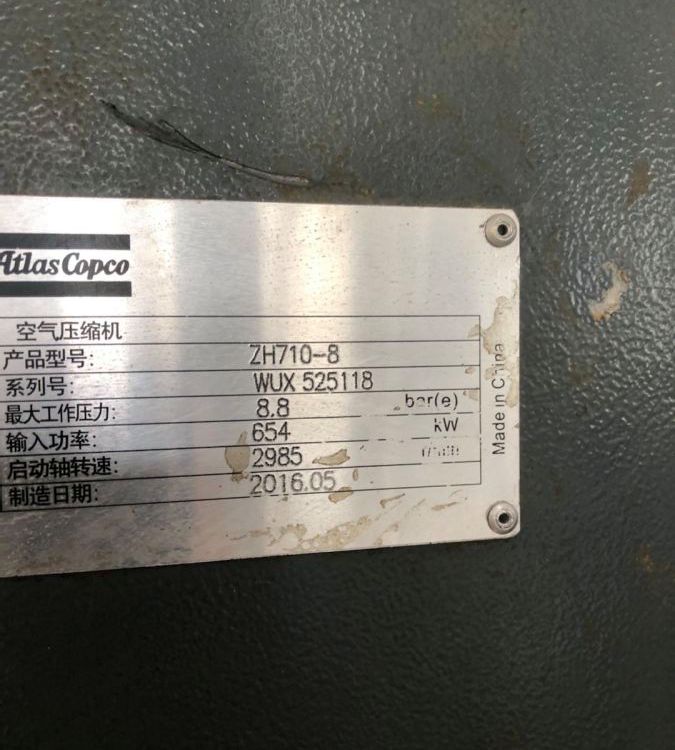 Atlas Copco
空气压缩机
产品型号: ZH710-8
系列号: WUX 525118
最大工作压力: 8.8 bar(e)
输入功率: 654 kW
启动轴转速: 2985 r/min
制造日期: 2016.05
Made in China